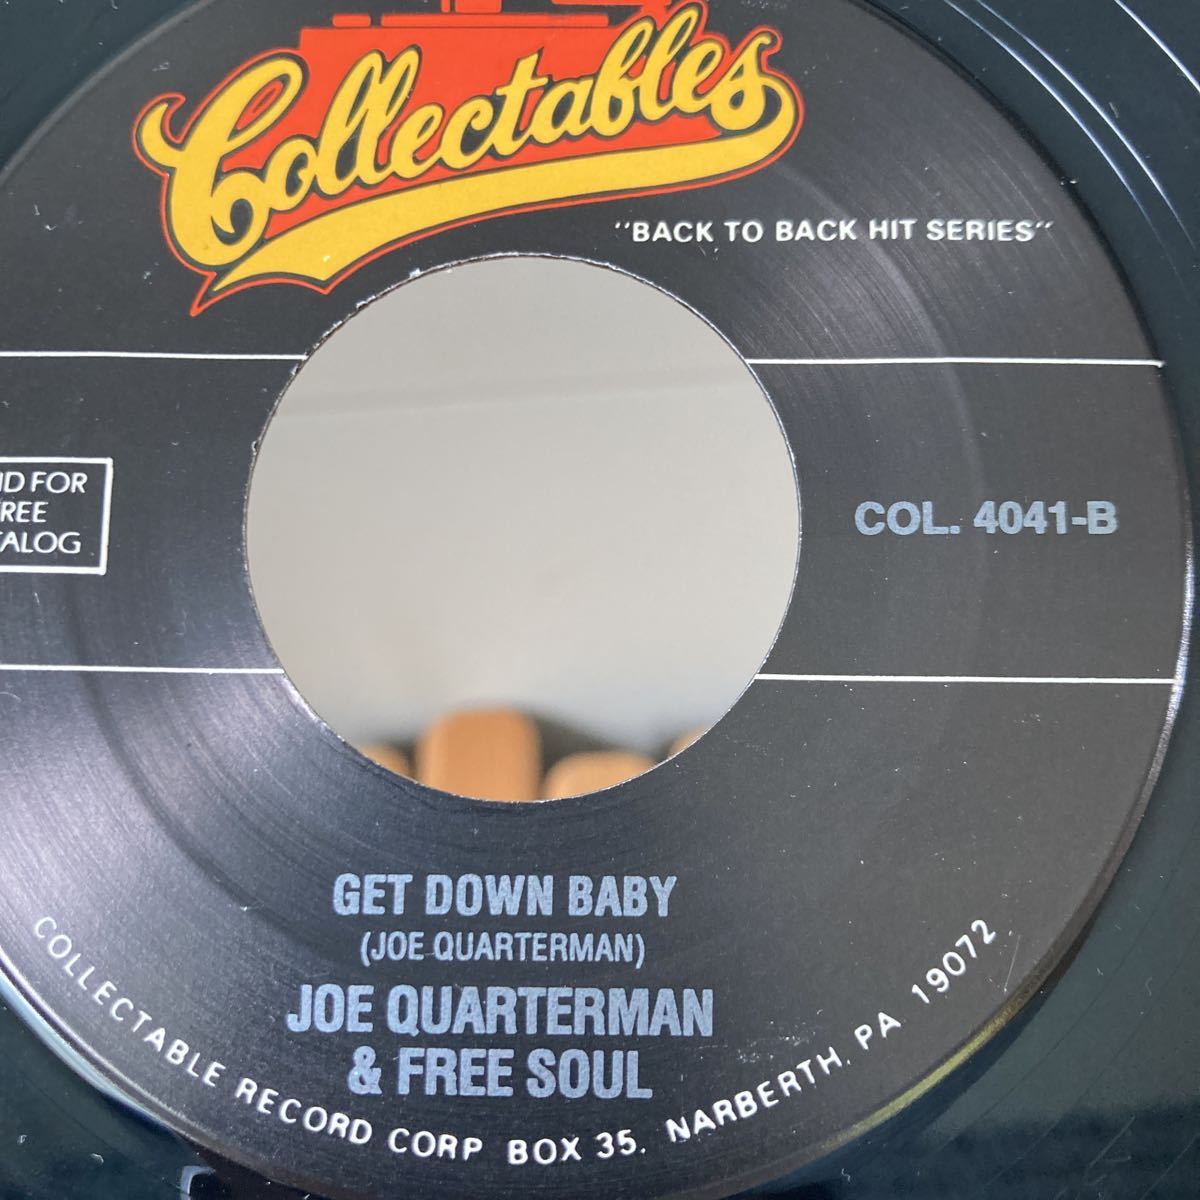 Collectables
"BACK TO BACK HIT SERIES"
FOR
COL. 4041-B
GET DOWN BABY
(JOE QUARTERMAN)
JOE QUARTERMAN
& FREE SOUL
COLLECTABLE RECORD CORP BOX 35. NARBERTH, PA 19072